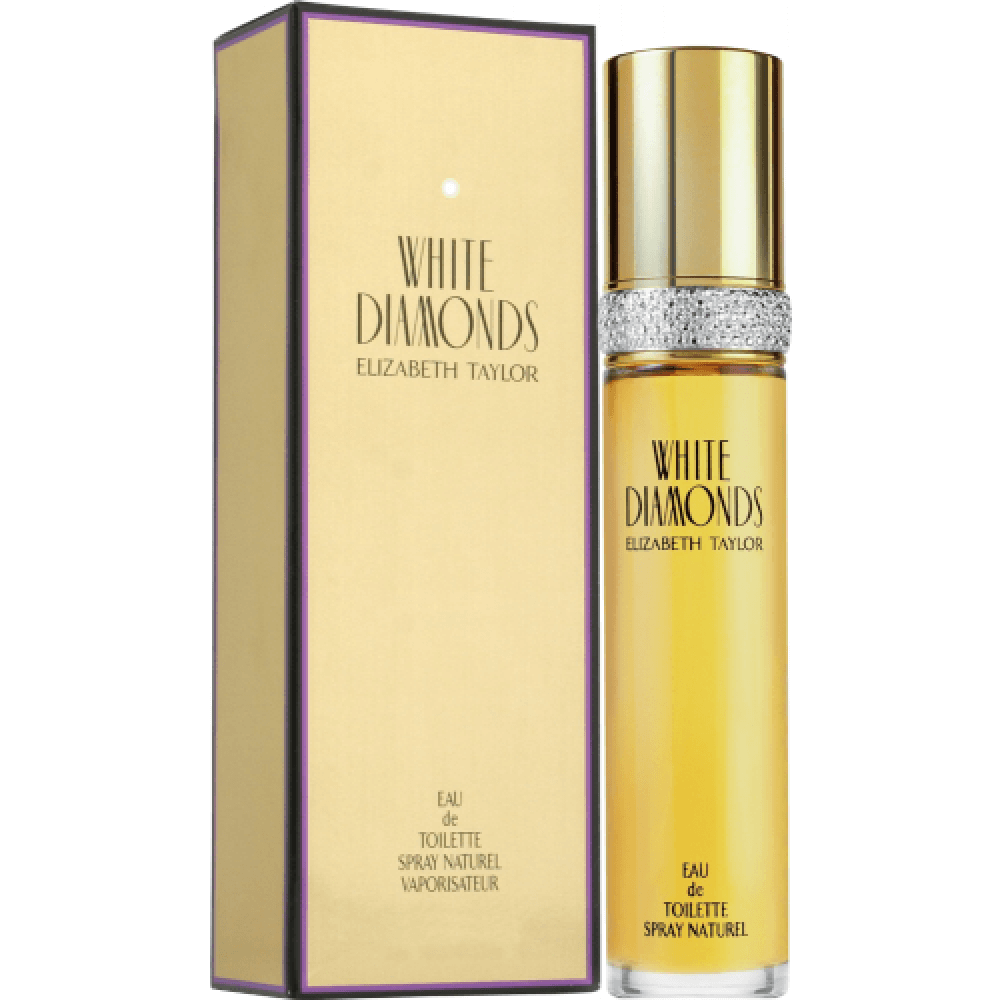 WHITE
DIAMONDS
ELIZABETH TAYLOR
EAU
de
TOILETTE
SPRAY NATUREL
VAPORISATEUR
WHITE
DIAMONDS
ELIZABETH TAYLOR
EAU
de
TOILETTE
SPRAY NATUREL